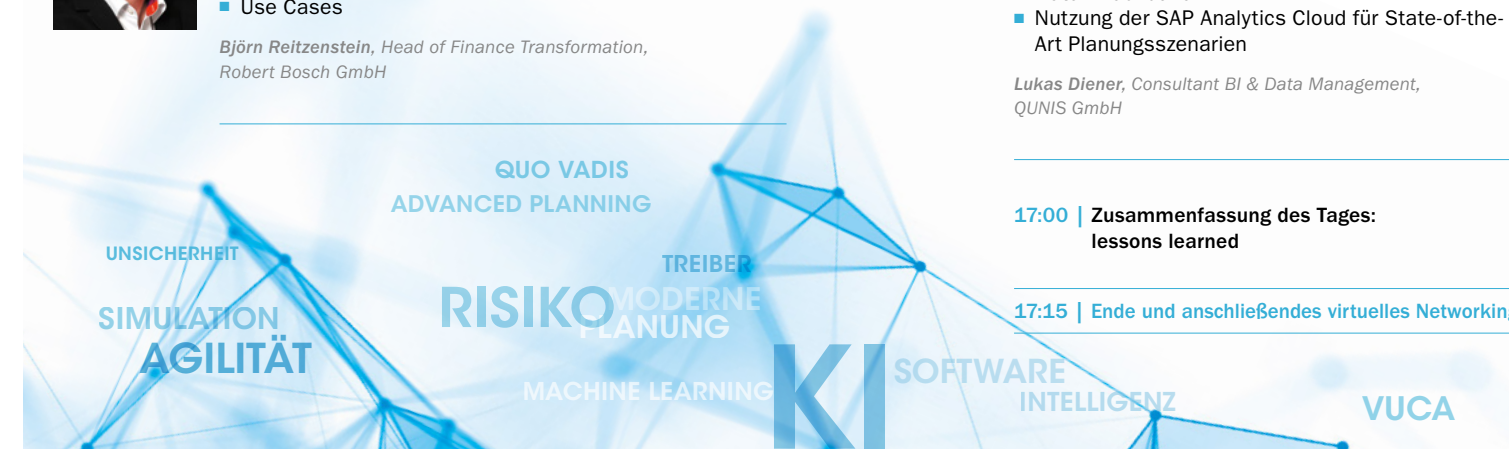 Use Cases
Björn Reitzenstein, Head of Finance Transformation,
Robert Bosch GmbH
QUO VADIS
ADVANCED PLANNING
UNSICHERHEIT
TREIBER
RISIKO
MODERNE
PLANUNG
SIMULATION
AGILITÄT
MACHINE LEARNING
KI
Nutzung der SAP Analytics Cloud für State-of-the-
Art Planungsszenarien
Lukas Diener, Consultant BI & Data Management,
QUNIS GmbH
17:00 | Zusammenfassung des Tages:
lessons learned
17:15 | Ende und anschließendes virtuelles Networkin
SOFTWARE
INTELLIGENZ
VUCA